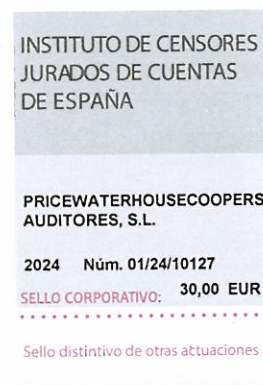 INSTITUTO DE CENSORES
JURADOS DE CUENTAS
DE ESPAÑA
PRICEWATERHOUSECOOPERS
AUDITORES, S.L.
2024 Núm. 01/24/10127
SELLO CORPORATIVO: 30,00 EUR
Sello distintivo de otras actuaciones